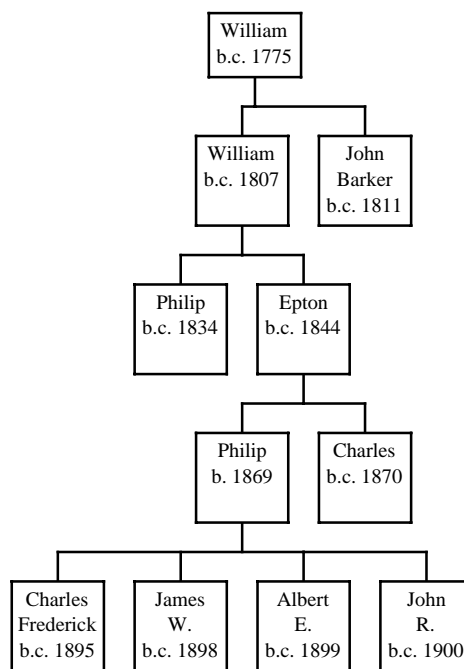 William
b.c. 1775
William
b.c. 1807
John
Barker
b.c. 1811
Philip
b.c. 1834
Epton
b.c. 1844
Philip
b. 1869
Charles
b.c. 1870
Charles
Frederick
b.c. 1895
James
W.
b.c. 1898
Albert
E.
b.c. 1899
John
R.
b.c. 1900